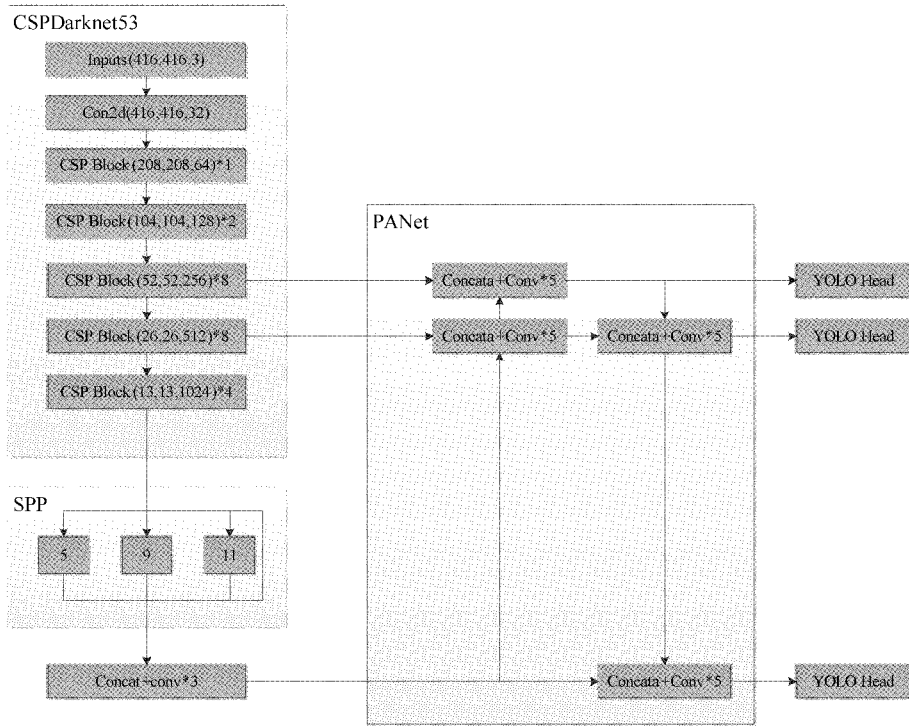 CSPDarknet53
Inputs(416,416,3)
Con2d(416,416,32)
CSP Block(208,208,64)*1
CSP Block(104,104,128)*2
CSP Block(52,52,256)*8
CSP Block(26,26,512)*8
CSP Block(13,13,1024)*4
SPP
5
9
11
Concat+conv*3
PANet
Concata+Conv*5
YOLO Head
Concata+Conv*5
Concata+Conv*5
YOLO Head
Concata+Conv*5
YOLO Head